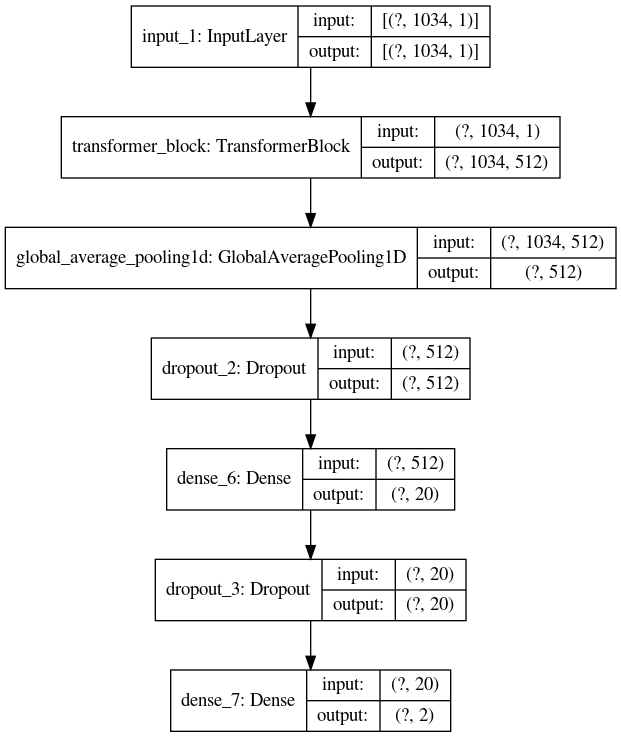 input_1: InputLayer
input:
[(?, 1034, 1)]
output:
[(?, 1034, 1)]
transformer_block: TransformerBlock
input:
(?, 1034, 1)
output:
(?, 1034, 512)
global_average_pooling1d: GlobalAveragePooling1D
input:
(?, 1034, 512)
output:
(?, 512)
dropout_2: Dropout
input:
(?, 512)
output:
(?, 512)
dense_6: Dense
input:
(?, 512)
output:
(?, 20)
dropout_3: Dropout
input:
(?, 20)
output:
(?, 20)
dense_7: Dense
input:
(?, 20)
output:
(?, 2)